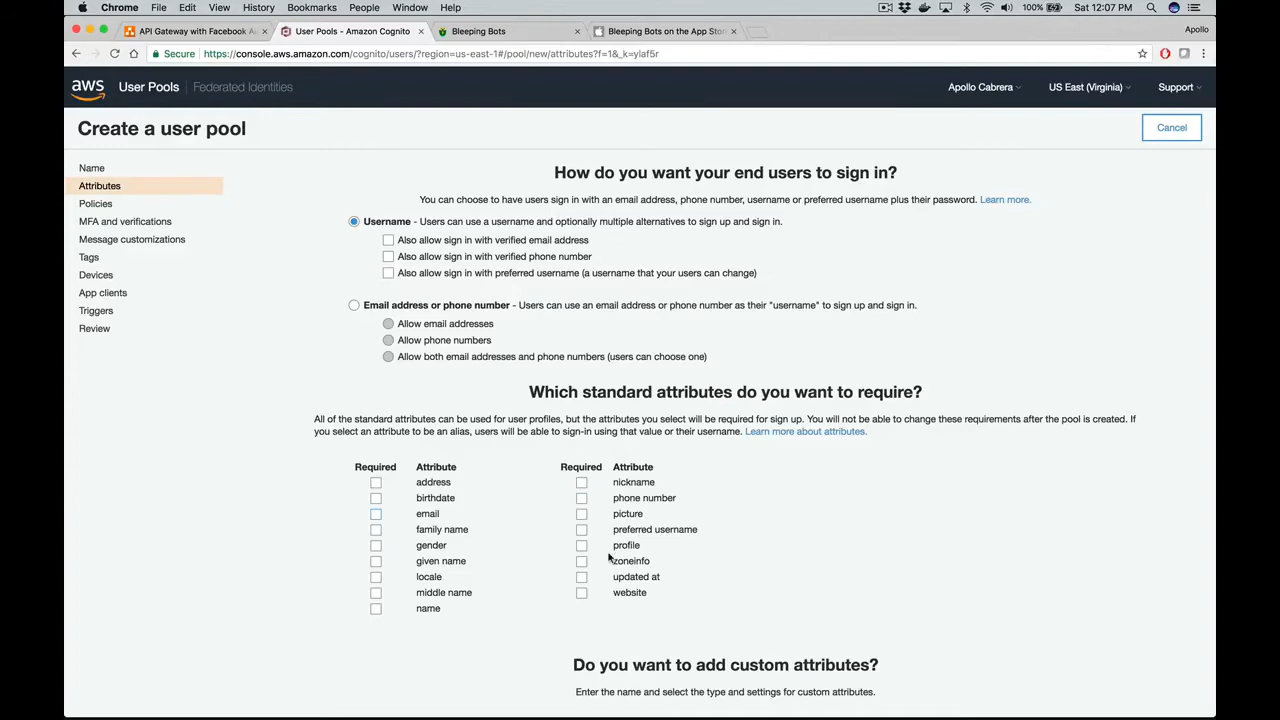 Chrome File Edit View History Bookmarks People Window Help 100% Sat 12:07 PM
API Gateway with Facebook A User Pools - Amazon Cognito Bleeping Bots Bleeping Bots on the App Stor Apollo
Secure https://console.aws.amazon.com/cognito/users/?region=us-east-1#/pool/new/attributes?f=1&_k=ylaf5r
aws User Pools Federated Identities Apollo Cabrera US East (Virginia) Support
Create a user pool Cancel
Name
Attributes
Policies
MFA and verifications
Message customizations
Tags
Devices
App clients
Triggers
Review
How do you want your end users to sign in?
You can choose to have users sign in with an email address, phone number, username or preferred username plus their password. Learn more.
Username - Users can use a username and optionally multiple alternatives to sign up and sign in.
Also allow sign in with verified email address
Also allow sign in with verified phone number
Also allow sign in with preferred username (a username that your users can change)
Email address or phone number - Users can use an email address or phone number as their "username" to sign up and sign in.
Allow email addresses
Allow phone numbers
Allow both email addresses and phone numbers (users can choose one)
Which standard attributes do you want to require?
All of the standard attributes can be used for user profiles, but the attributes you select will be required for sign up. You will not be able to change these requirements after the pool is created. If
you select an attribute to be an alias, users will be able to sign-in using that value or their username. Learn more about attributes.
Required Attribute Required Attribute
address nickname
birthdate phone number
email picture
family name preferred username
gender profile
given name zoneinfo
locale updated at
middle name website
name
Do you want to add custom attributes?
Enter the name and select the type and settings for custom attributes.